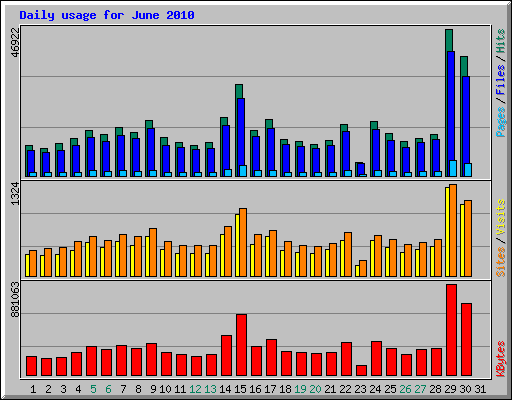 Daily usage for June 2010
46922
Pages / Files / Hits
1324
Sites / Visits
881063
KBytes
1 2 3 4 5 6 7 8 9 10 11 12 13 14 15 16 17 18 19 20 21 22 23 24 25 26 27 28 29 30 31